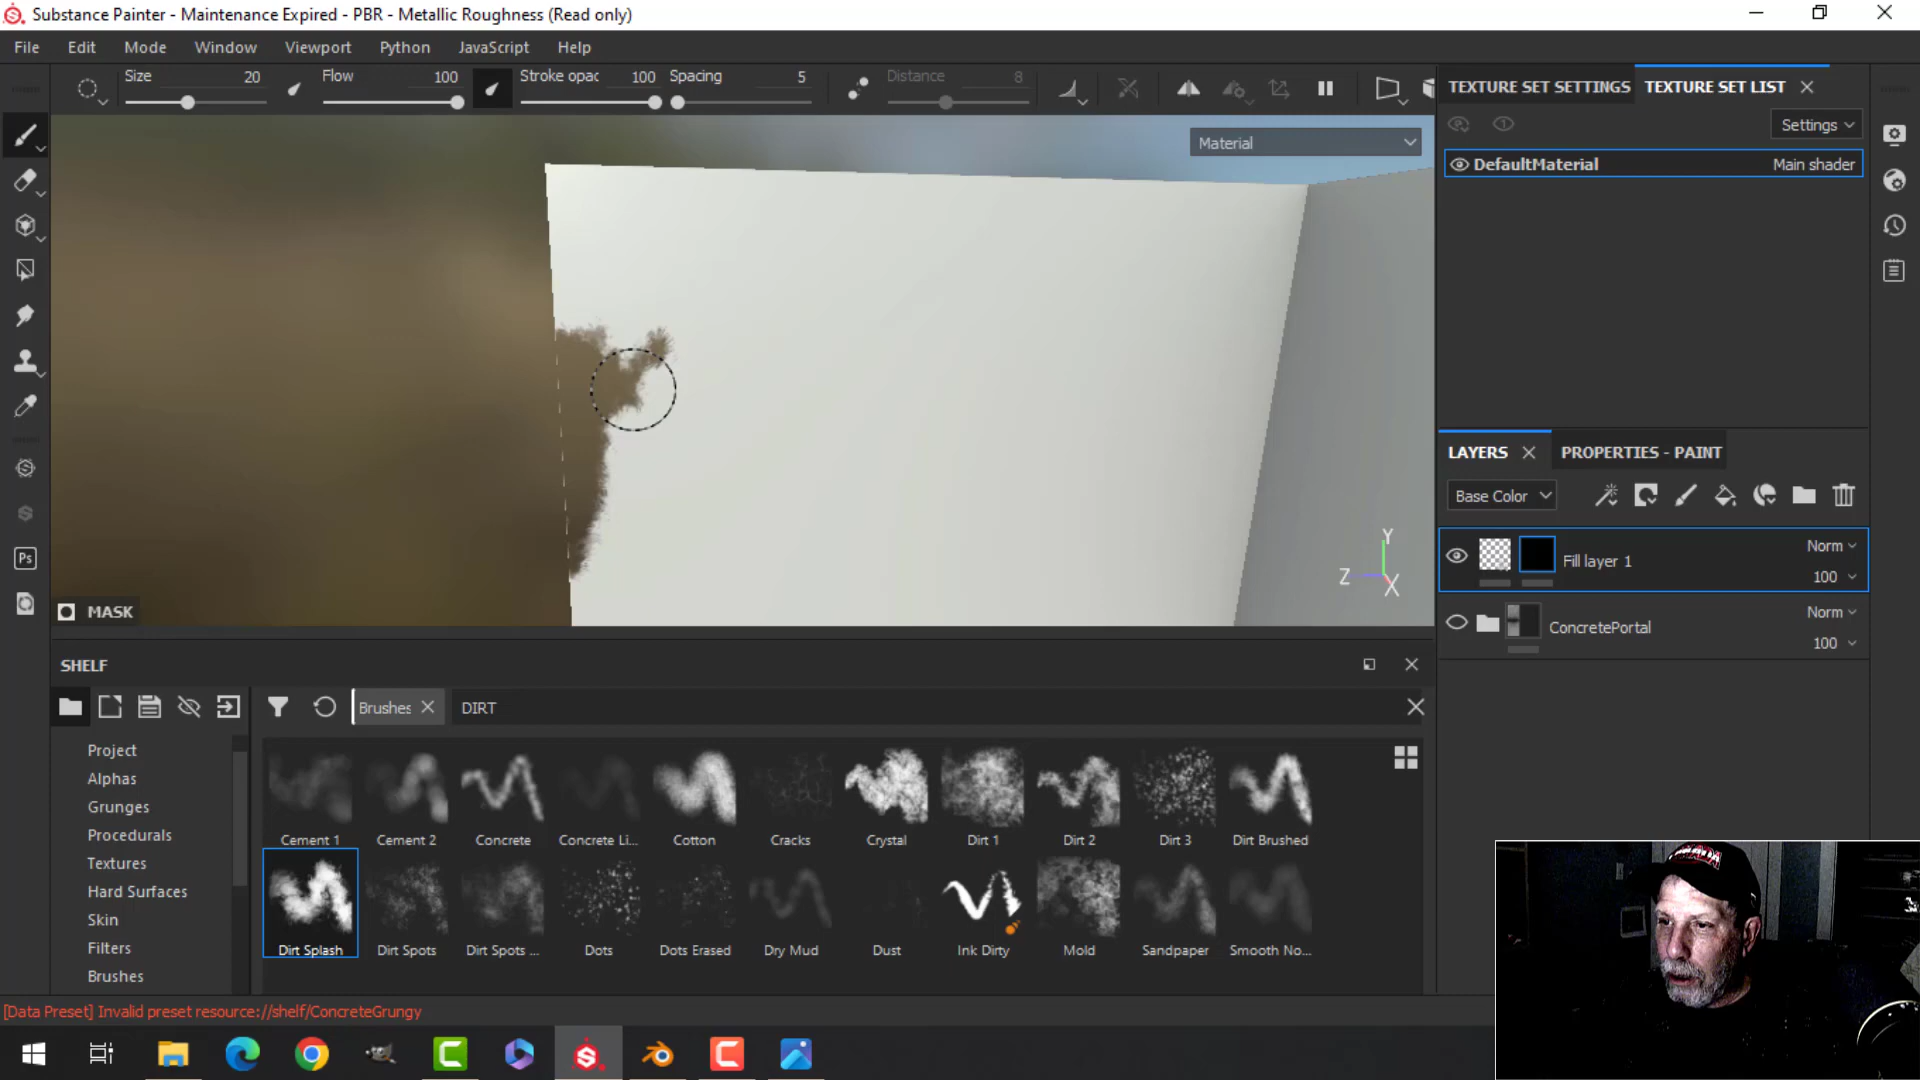 Substance Painter - Maintenance Expired - PBR - Metallic Roughness (Read only)
File Edit Mode Window Viewport Python JavaScript Help
Size 20 Flow 100 Stroke opac 100 Spacing 5 Distance 8
TEXTURE SET SETTINGS TEXTURE SET LIST
Settings
Material
DefaultMaterial Main shader
LAYERS PROPERTIES - PAINT
Base Color
Norm
Fill layer 1
100
Norm
ConcretePortal
100
Y
Z
X
MASK
SHELF
Brushes DIRT
Project
Alphas
Grunges
Procedurals
Textures
Hard Surfaces
Skin
Filters
Brushes
Cement 1 Cement 2 Concrete Concrete Li... Cotton Cracks Crystal Dirt 1 Dirt 2 Dirt 3 Dirt Brushed
Dirt Splash Dirt Spots Dirt Spots ... Dots Dots Erased Dry Mud Dust Ink Dirty Mold Sandpaper Smooth No...
[Data Preset] Invalid preset resource://shelf/ConcreteGrungy
Ps
CANADA